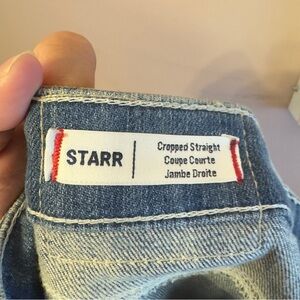 STARR
Cropped Straight
Coupe Courte
Jambe Droite